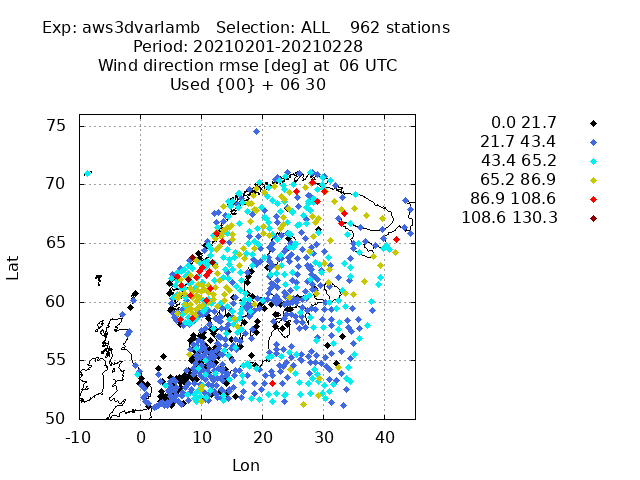 Exp: aws3dvarlamb Selection: ALL 962 stations
Period: 20210201-20210228
Wind direction rmse [deg] at 06 UTC
Used {00} + 06 30
0.0 21.7
21.7 43.4
43.4 65.2
65.2 86.9
86.9 108.6
108.6 130.3
75
70
65
60
55
50
Lat
-10 0 10 20 30 40
Lon